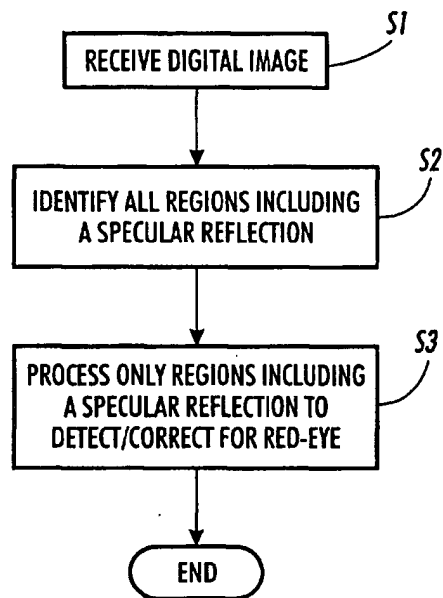 S1
RECEIVE DIGITAL IMAGE
S2
IDENTIFY ALL REGIONS INCLUDING
A SPECULAR REFLECTION
S3
PROCESS ONLY REGIONS INCLUDING
A SPECULAR REFLECTION TO
DETECT/CORRECT FOR RED-EYE
END